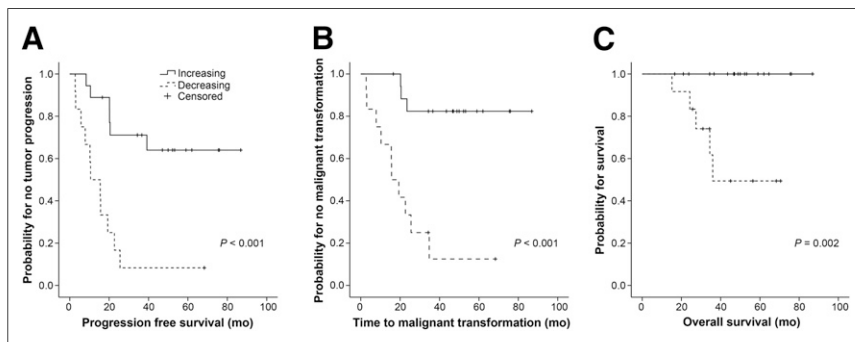 A
Probability for no tumor progression
1.0
0.8
0.6
0.4
0.2
0.0
Increasing
Decreasing
Censored
P < 0.001
0 20 40 60 80 100
Progression free survival (mo)
B
Probability for no malignant transformation
1.0
0.8
0.6
0.4
0.2
0.0
P < 0.001
0 20 40 60 80 100
Time to malignant transformation (mo)
C
Probability for survival
1.0
0.8
0.6
0.4
0.2
0.0
P = 0.002
0 20 40 60 80 100
Overall survival (mo)